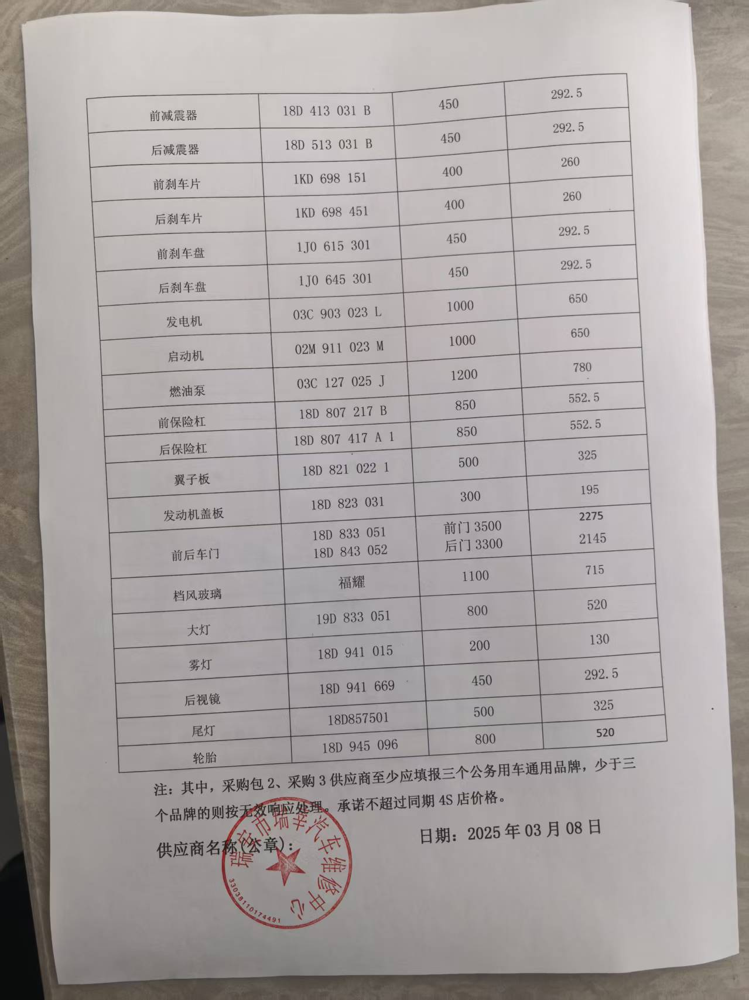 前减震器 18D 413 031 B 450 292.5
后减震器 18D 513 031 B 450 292.5
前刹车片 1KD 698 151 400 260
后刹车片 1KD 698 451 400 260
前刹车盘 1J0 615 301 450 292.5
后刹车盘 1J0 645 301 450 292.5
发电机 03C 903 023 L 1000 650
启动机 02M 911 023 M 1000 650
燃油泵 03C 127 025 J 1200 780
前保险杠 18D 807 217 B 850 552.5
后保险杠 18D 807 417 A 1 850 552.5
翼子板 18D 821 022 1 500 325
发动机盖板 18D 823 031 300 195
前后车门 18D 833 051 前门 3500 2275
18D 843 052 后门 3300 2145
档风玻璃 福耀 1100 715
大灯 19D 833 051 800 520
雾灯 18D 941 015 200 130
后视镜 18D 941 669 450 292.5
尾灯 18D857501 500 325
轮胎 18D 945 096 800 520
注：其中，采购包 2、采购 3 供应商至少应填报三个公务用车通用品牌，少于三
个品牌的则按无效响应处理。承诺不超过同期 4S 店价格。
供应商名称(公章)： 日期：2025 年 03 月 08 日
瑞安市瑞幸汽车维修中心
33038110174491